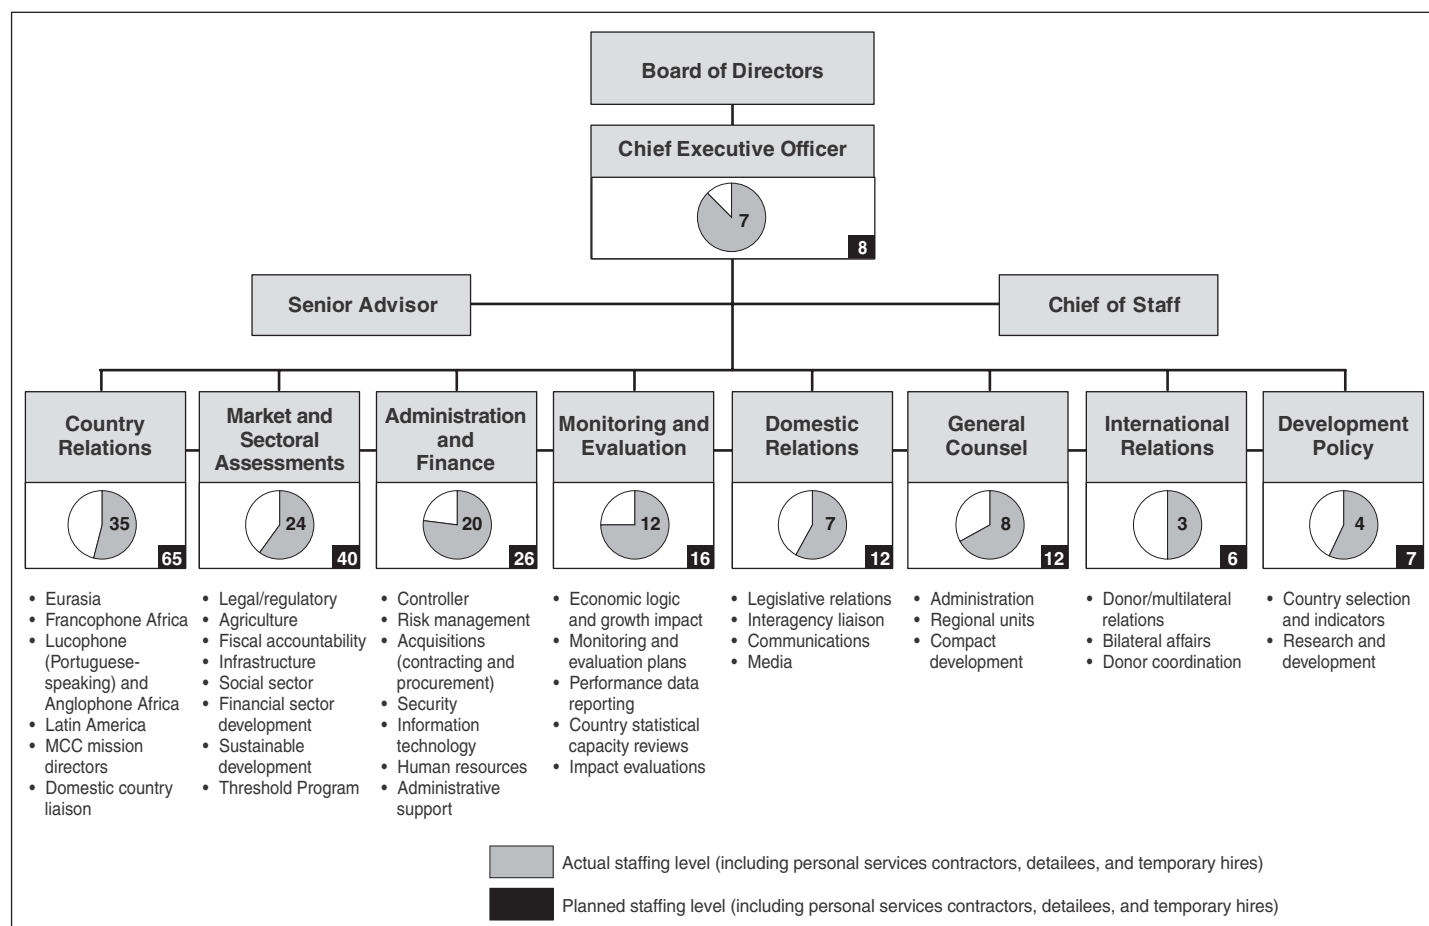 Board of Directors
Chief Executive Officer
7
8
Senior Advisor
Chief of Staff
Country
Relations
35
65
• Eurasia
• Francophone Africa
• Lucophone
(Portuguese-
speaking) and
Anglophone Africa
• Latin America
• MCC mission
directors
• Domestic country
liaison
Market and
Sectoral
Assessments
24
40
• Legal/regulatory
• Agriculture
• Fiscal accountability
• Infrastructure
• Social sector
• Financial sector
development
• Sustainable
development
• Threshold Program
Administration
and
Finance
20
26
• Controller
• Risk management
• Acquisitions
(contracting and
procurement)
• Security
• Information
technology
• Human resources
• Administrative
support
Monitoring and
Evaluation
12
16
• Economic logic
and growth impact
• Monitoring and
evaluation plans
• Performance data
reporting
• Country statistical
capacity reviews
• Impact evaluations
Domestic
Relations
7
12
• Legislative relations
• Interagency liaison
• Communications
• Media
General
Counsel
8
12
• Administration
• Regional units
• Compact
development
International
Relations
3
6
• Donor/multilateral
relations
• Bilateral affairs
• Donor coordination
Development
Policy
4
7
• Country selection
and indicators
• Research and
development
Actual staffing level (including personal services contractors, detailees, and temporary hires)
Planned staffing level (including personal services contractors, detailees, and temporary hires)